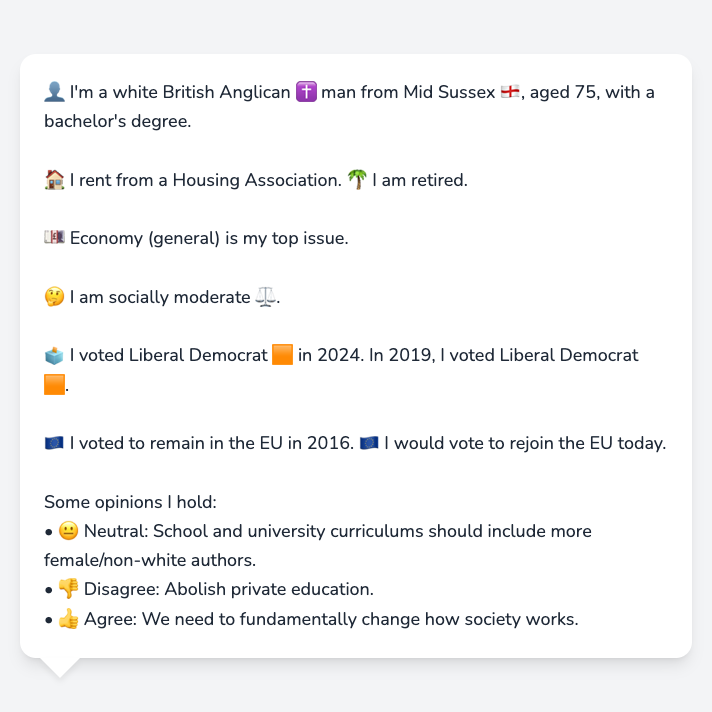 👤 I'm a white British Anglican ✝️ man from Mid Sussex 🏴󠁧󠁢󠁥󠁮󠁧󠁿, aged 75, with a
bachelor's degree.
🏠 I rent from a Housing Association. 🌴 I am retired.
💷 Economy (general) is my top issue.
🤔 I am socially moderate ⚖️.
🗳️ I voted Liberal Democrat 🟧 in 2024. In 2019, I voted Liberal Democrat
🟧.
🇪🇺 I voted to remain in the EU in 2016. 🇪🇺 I would vote to rejoin the EU today.
Some opinions I hold:
• 😐 Neutral: School and university curriculums should include more
female/non-white authors.
• 👎 Disagree: Abolish private education.
• 👍 Agree: We need to fundamentally change how society works.